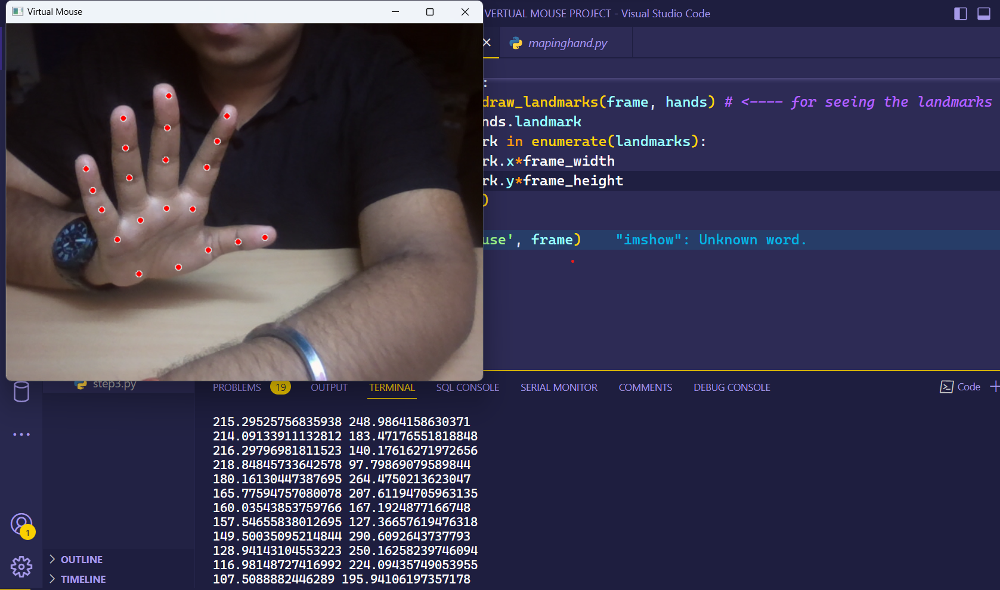 Virtual Mouse
VERTUAL MOUSE PROJECT - Visual Studio Code
mapinghand.py
:
draw_landmarks(frame, hands) # <---- for seeing the landmarks
nds.landmark
rk in enumerate(landmarks):
rk.x*frame_width
rk.y*frame_height
)
use', frame) "imshow": Unknown word.
step3.py
PROBLEMS 19 OUTPUT TERMINAL SQL CONSOLE SERIAL MONITOR COMMENTS DEBUG CONSOLE Code
215.29525756835938 248.9864158630371
214.09133911132812 183.47176551818848
216.29796981811523 140.17616271972656
218.84845733642578 97.79869079589844
180.16130447387695 264.4750213623047
165.77594757080078 207.61194705963135
160.03543853759766 167.1924877166748
157.54655838012695 127.36657619476318
149.50035095214844 290.6092643737793
128.94143104553223 250.16258239746094
116.98148727416992 224.09435749053955
107.5088882446289 195.94106197357178
1
OUTLINE
TIMELINE